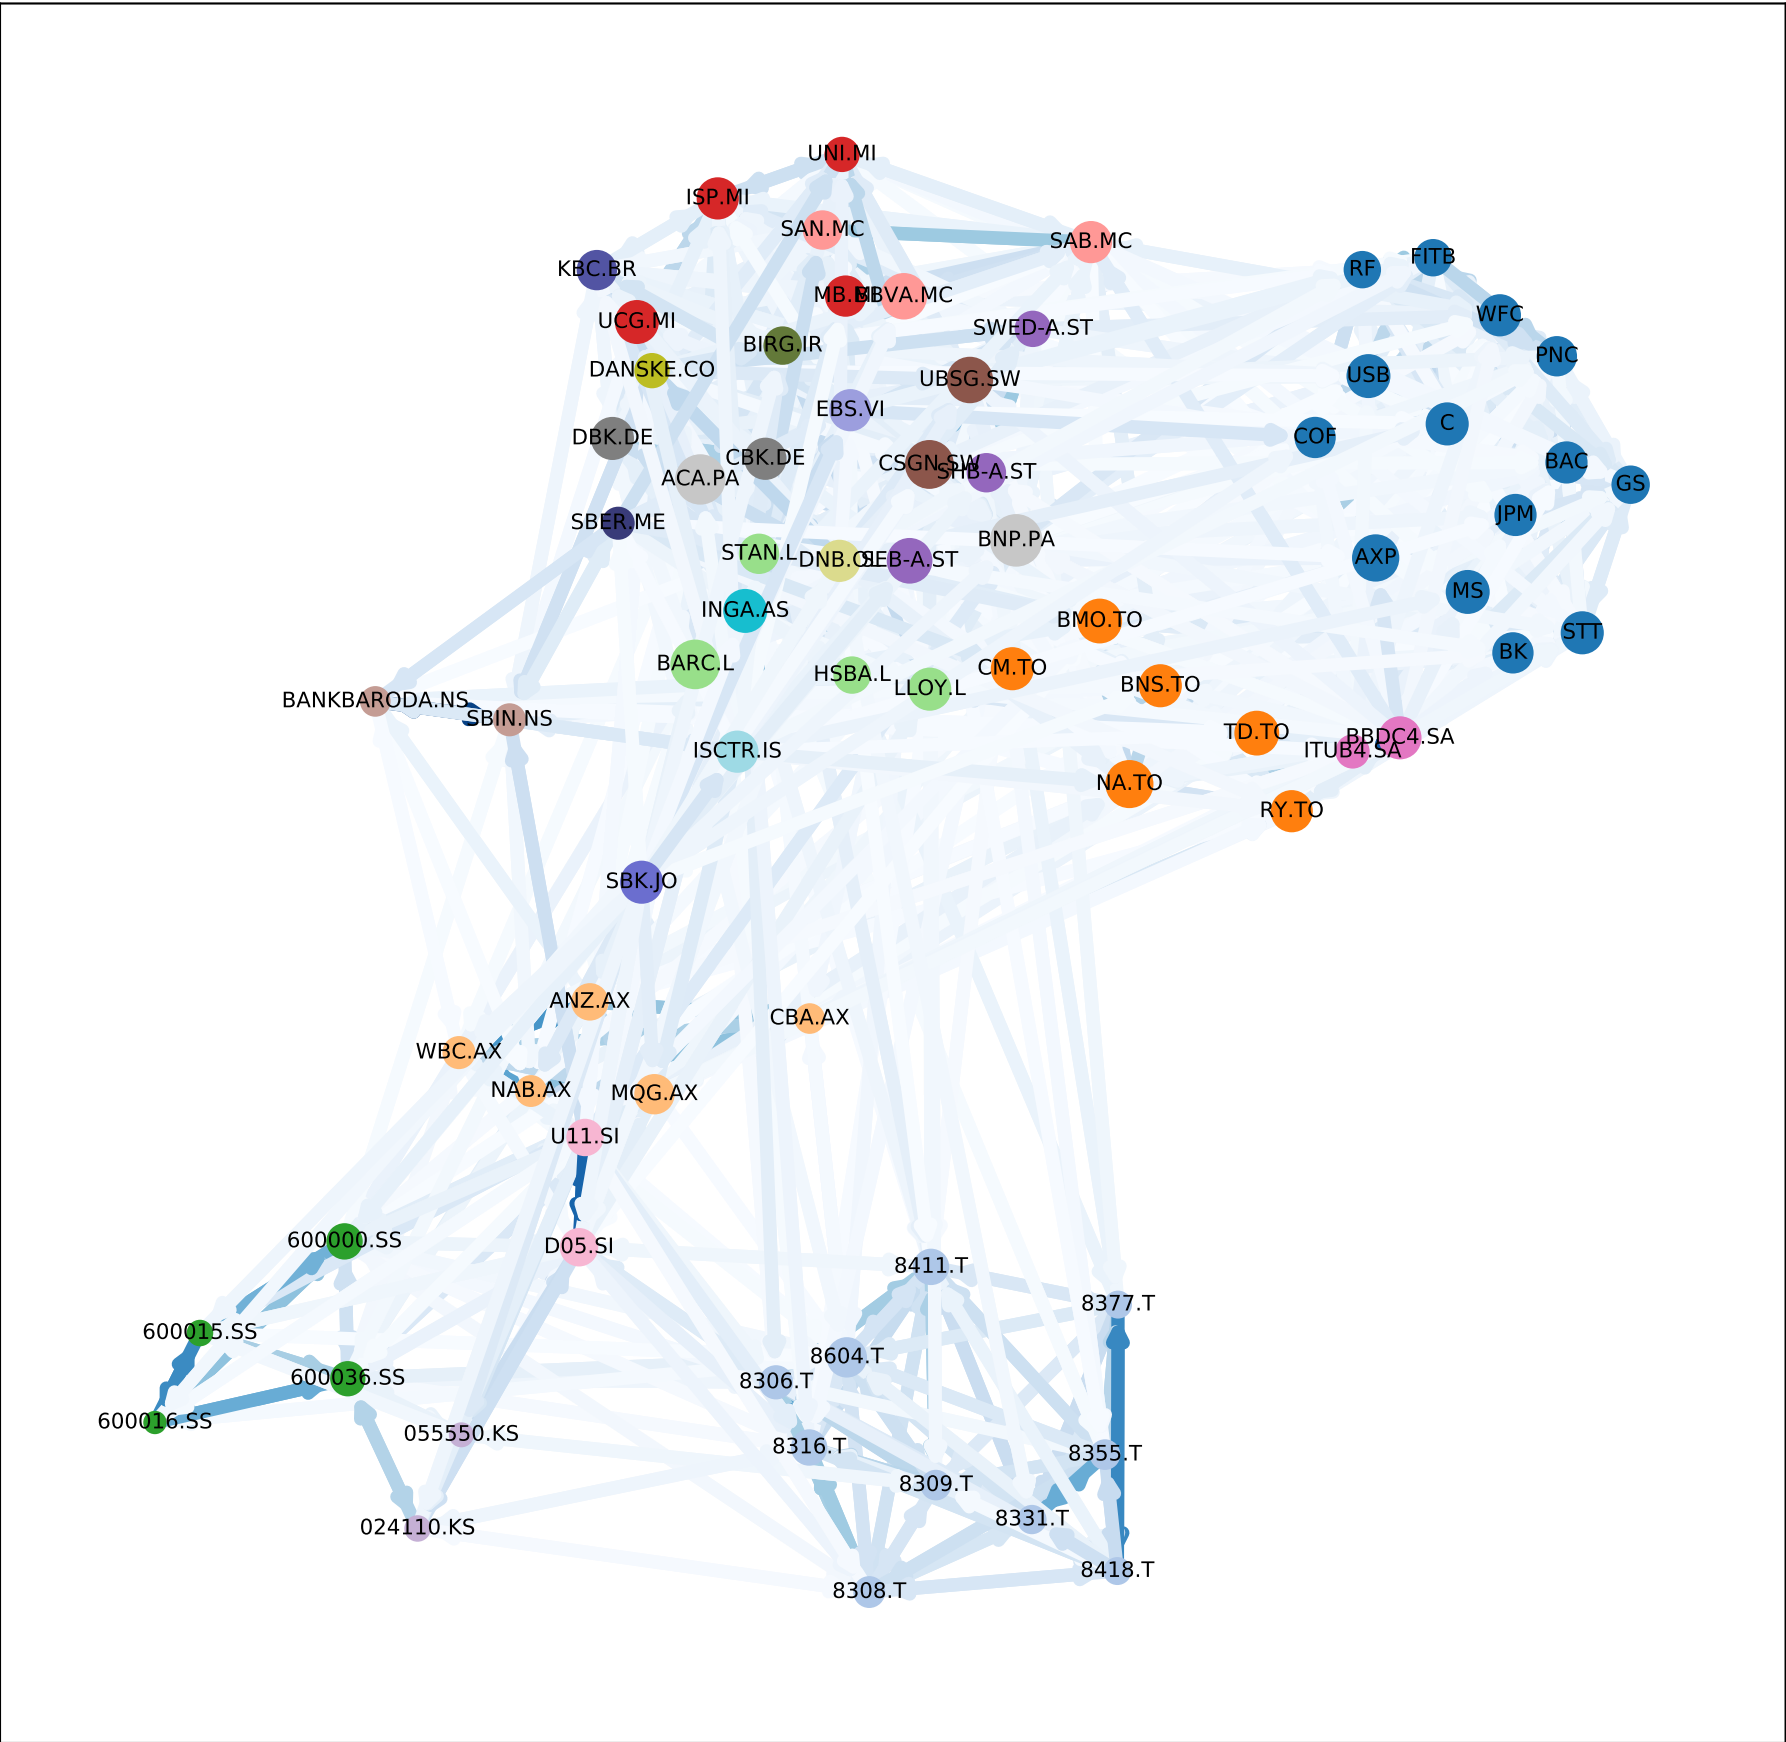 UNI.MI
ISP.MI
SAN.MC
SAB.MC
KBC.BR
RF
FITB
MB.MI
BBVA.MC
UCG.MI
WFC
SWED-A.ST
BIRG.IR
PNC
DANSKE.CO
UBSG.SW
USB
EBS.VI
C
DBK.DE
COF
CBK.DE
CSGN.SW
SHB-A.ST
BAC
ACA.PA
GS
JPM
SBER.ME
BNP.PA
STAN.L
DNB.OL
SEB-A.ST
AXP
MS
INGA.AS
BMO.TO
STT
BK
BARC.L
HSBA.L
CM.TO
LLOY.L
BNS.TO
BANKBARODA.NS
SBIN.NS
TD.TO
BBDC4.SA
ITUB4.SA
ISCTR.IS
NA.TO
RY.TO
SBK.JO
ANZ.AX
CBA.AX
WBC.AX
NAB.AX
MQG.AX
U11.SI
600000.SS
D05.SI
8411.T
8377.T
600015.SS
8604.T
600036.SS
8306.T
600016.SS
055550.KS
8316.T
8355.T
8309.T
8331.T
024110.KS
8418.T
8308.T